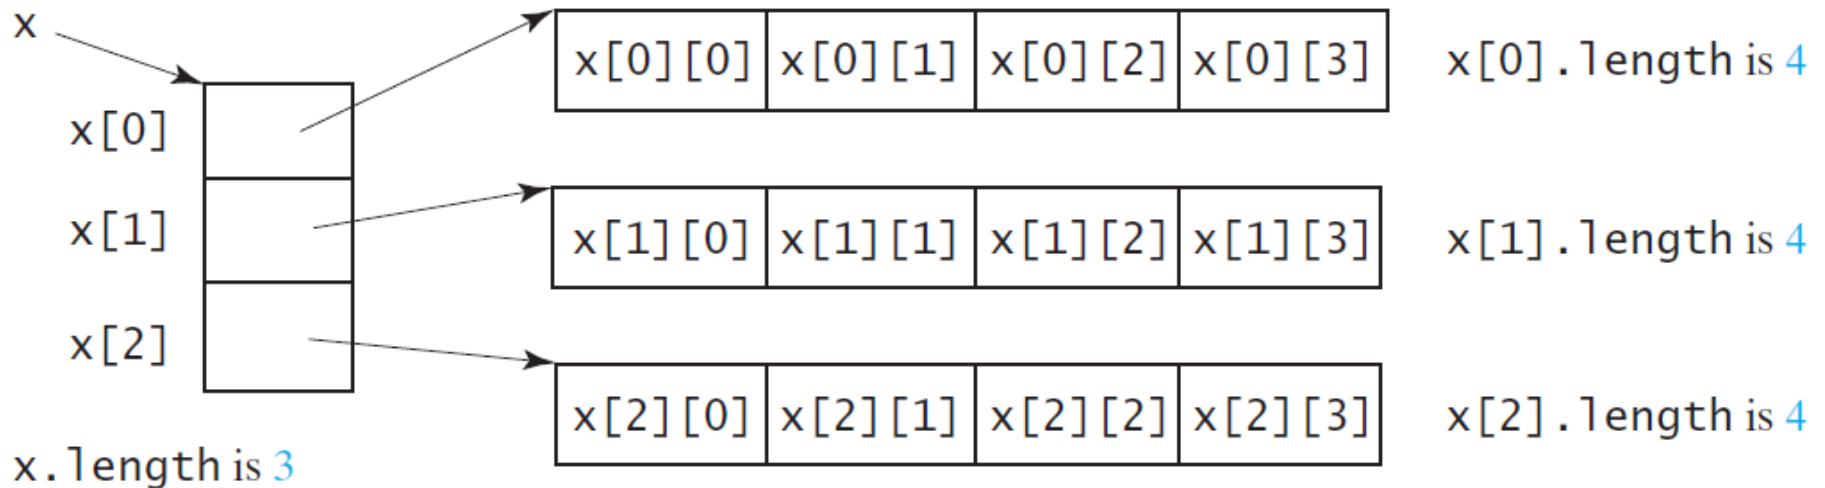 x
x[0][0] x[0][1] x[0][2] x[0][3] x[0].length is 4
x[0]
x[1]
x[1][0] x[1][1] x[1][2] x[1][3] x[1].length is 4
x[2]
x[2][0] x[2][1] x[2][2] x[2][3] x[2].length is 4
x.length is 3